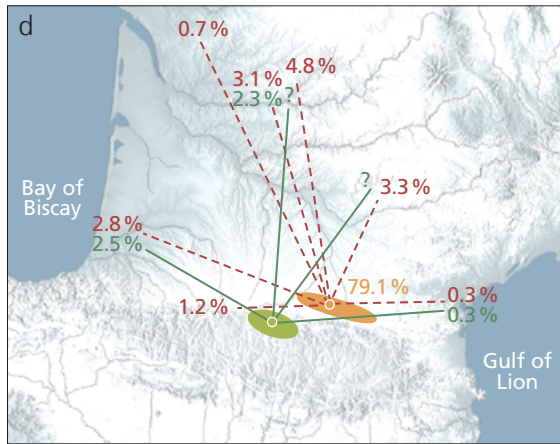 d
0.7 %
4.8 %
3.1 %
2.3 % ?
? 3.3 %
Bay of
Biscay
2.8 %
2.5 %
79.1 %
1.2 %
0.3 %
0.3 %
Gulf of
Lion